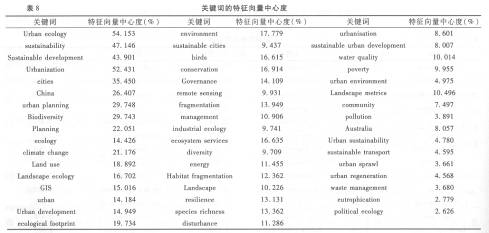 表 8 关键词的特征向量中心度
关键词 特征向量中心度(%) 关键词 特征向量中心度(%) 关键词 特征向量中心度(%)
Urban ecology 54.153 environment 17.779 urbanisation 8.601
sustainability 47.146 sustainable cities 9.437 sustainable urban development 8.007
Sustainable development 43.901 birds 16.615 water quality 10.014
Urbanization 52.431 conservation 16.914 poverty 9.955
cities 35.450 Governance 14.109 urban environment 4.975
China 26.407 remote sensing 9.931 Landscape metrics 10.496
urban planning 29.748 fragmentation 13.949 community 7.497
Biodiversity 29.743 management 10.906 pollution 3.891
Planning 22.051 industrial ecology 9.741 Australia 8.057
ecology 14.426 ecosystem services 16.635 Urban sustainability 4.780
climate change 21.176 diversity 9.709 sustainable transport 4.595
Land use 18.892 energy 11.455 urban sprawl 3.661
Landscape ecology 16.702 Habitat fragmentation 12.362 urban regeneration 4.568
GIS 15.016 Landscape 10.226 waste management 3.680
urban 14.184 resilience 13.131 eutrophication 2.779
Urban development 14.949 species richness 13.362 political ecology 2.626
ecological footprint 19.734 disturbance 11.286